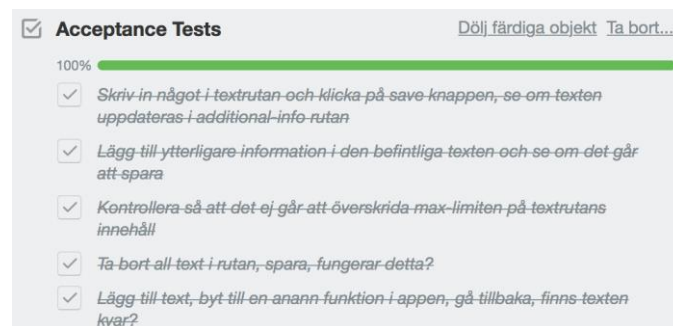 Acceptance Tests
Dölj färdiga objekt Ta bort...
100%
Skriv in något i textrutan och klicka på save knappen, se om texten
uppdateras i additional-info rutan
Lägg till ytterligare information i den befintliga texten och se om det går
att spara
Kontrollera så att det ej går att överskrida max-limiten på textrutans
innehåll
Ta bort all text i rutan, spara, fungerar detta?
Lägg till text, byt till en anann funktion i appen, gå tillbaka, finns texten
kvar?